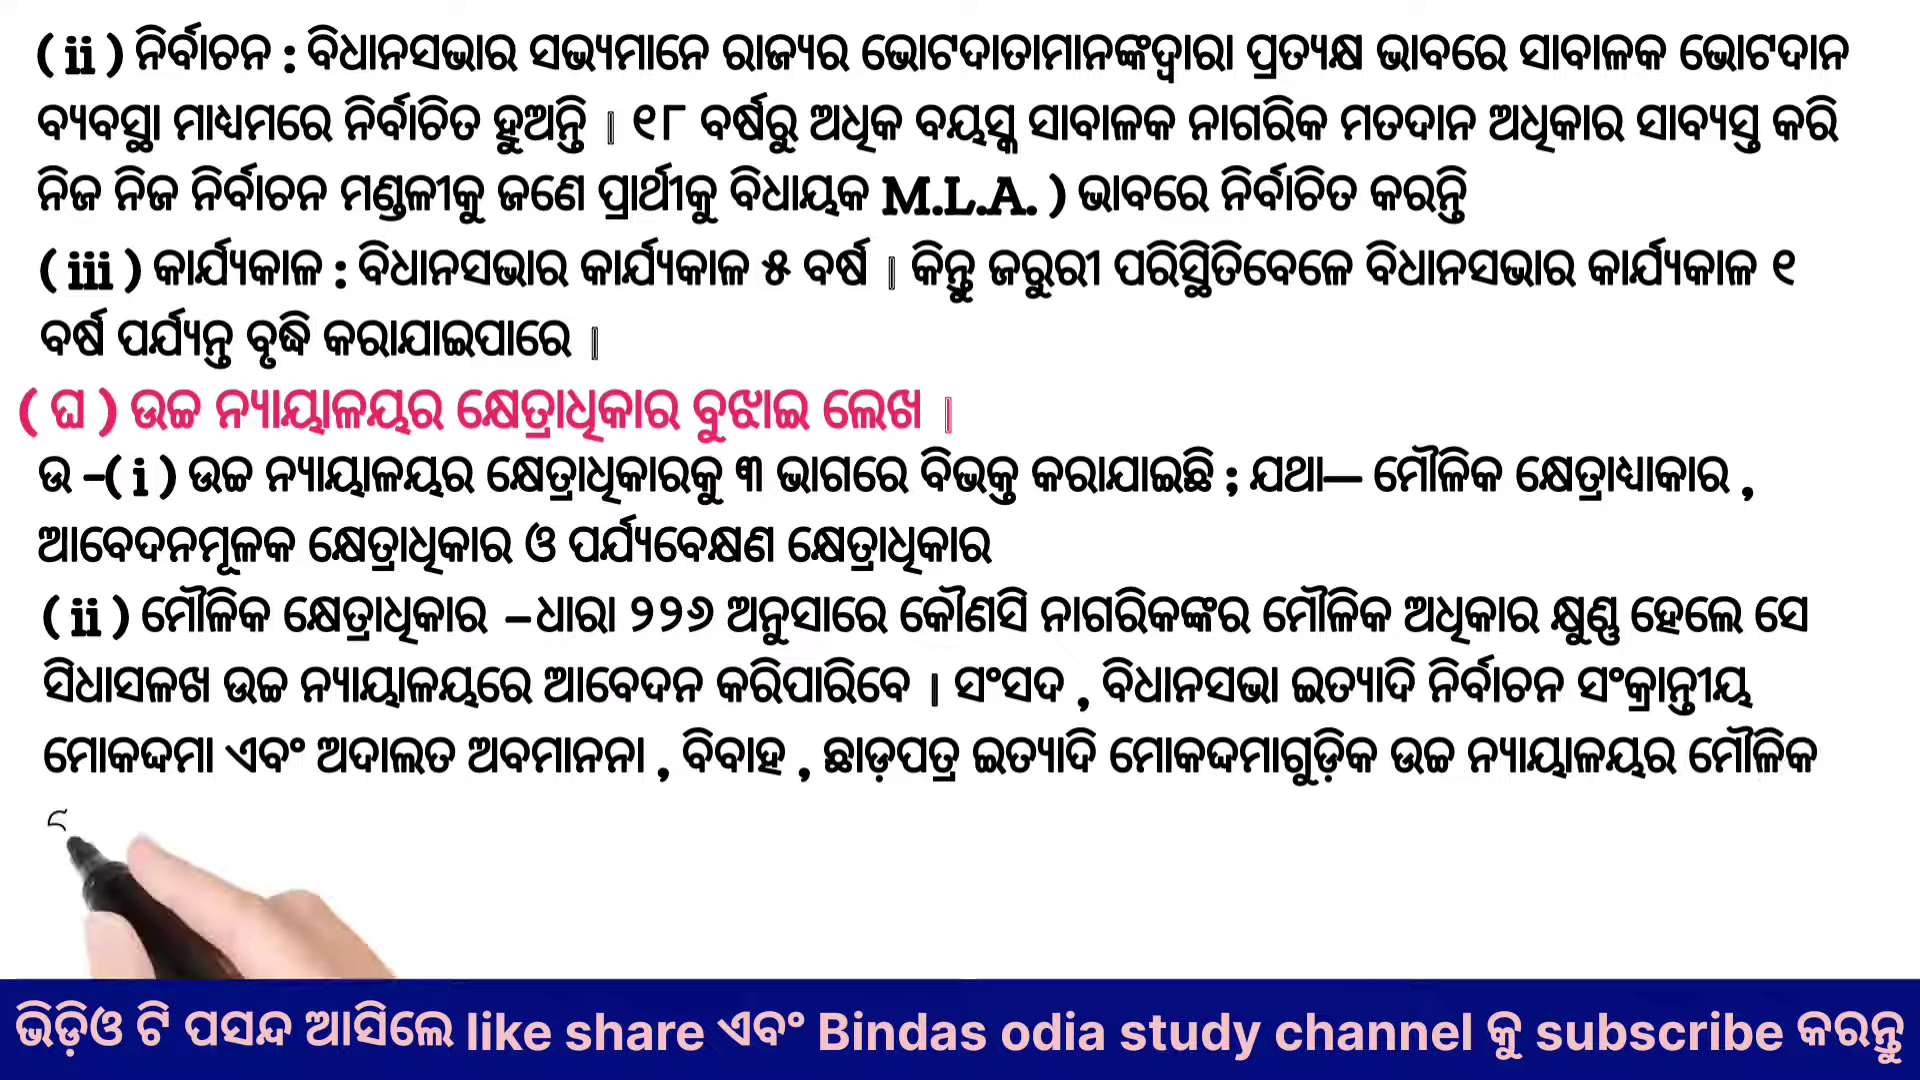 ( ii ) ନିର୍ବାଚନ : ବିଧାନସଭାର ସଭ୍ୟମାନେ ରାଜ୍ୟର ଭୋଟଦାତାମାନଙ୍କଦ୍ୱାରା ପ୍ରତ୍ୟକ୍ଷ ଭାବରେ ସାବାଳକ ଭୋଟଦାନ
ବ୍ୟବସ୍ଥା ମାଧ୍ୟମରେ ନିର୍ବାଚିତ ହୁଅନ୍ତି । ୧୮ ବର୍ଷରୁ ଅଧିକ ବୟସ୍କ ସାବାଳକ ନାଗରିକ ମତଦାନ ଅଧିକାର ସାବ୍ୟସ୍ତ କରି
ନିଜ ନିଜ ନିର୍ବାଚନ ମଣ୍ଡଳୀକୁ ଜଣେ ପ୍ରାର୍ଥୀକୁ ବିଧାୟକ M.L.A. ) ଭାବରେ ନିର୍ବାଚିତ କରନ୍ତି
( iii ) କାର୍ଯ୍ୟକାଳ : ବିଧାନସଭାର କାର୍ଯ୍ୟକାଳ ୫ ବର୍ଷ । କିନ୍ତୁ ଜରୁରୀ ପରିସ୍ଥିତିବେଳେ ବିଧାନସଭାର କାର୍ଯ୍ୟକାଳ ୧
ବର୍ଷ ପର୍ଯ୍ୟନ୍ତ ବୃଦ୍ଧି କରାଯାଇପାରେ ।
( ଘ ) ଉଚ୍ଚ ନ୍ୟାୟାଳୟର କ୍ଷେତ୍ରାଧିକାର ବୁଝାଇ ଲେଖ ।
ଉ –( i ) ଉଚ୍ଚ ନ୍ୟାୟାଳୟର କ୍ଷେତ୍ରାଧିକାରକୁ ୩ ଭାଗରେ ବିଭକ୍ତ କରାଯାଇଛି ; ଯଥା— ମୌଳିକ କ୍ଷେତ୍ରାଧ୍ୟାକାର ,
ଆବେଦନମୂଳକ କ୍ଷେତ୍ରାଧିକାର ଓ ପର୍ଯ୍ୟବେକ୍ଷଣ କ୍ଷେତ୍ରାଧିକାର
( ii ) ମୌଳିକ କ୍ଷେତ୍ରାଧିକାର – ଧାରା ୨୨୬ ଅନୁସାରେ କୌଣସି ନାଗରିକଙ୍କର ମୌଳିକ ଅଧିକାର କ୍ଷୁଣ୍ଣ ହେଲେ ସେ
ସିଧାସଳଖ ଉଚ୍ଚ ନ୍ୟାୟାଳୟରେ ଆବେଦନ କରିପାରିବେ । ସଂସଦ , ବିଧାନସଭା ଇତ୍ୟାଦି ନିର୍ବାଚନ ସଂକ୍ରାନ୍ତୀୟ
ମୋକଦ୍ଦମା ଏବଂ ଅଦାଲତ ଅବମାନନା , ବିବାହ , ଛାଡ଼ପତ୍ର ଇତ୍ୟାଦି ମୋକଦ୍ଦମାଗୁଡ଼ିକ ଉଚ୍ଚ ନ୍ୟାୟାଳୟର ମୌଳିକ
ଭିଡ଼ିଓ ଟି ପସନ୍ଦ ଆସିଲେ like share ଏବଂ Bindas odia study channel କୁ subscribe କରନ୍ତୁ